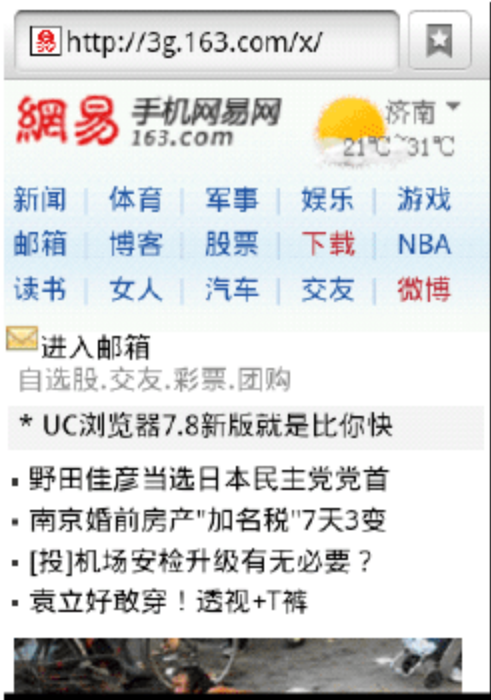 http://3g.163.com/x/
網易 手机网易网
163.com
济南
21℃~31℃
新闻 | 体育 | 军事 | 娱乐 | 游戏
邮箱 | 博客 | 股票 | 下载 | NBA
读书 | 女人 | 汽车 | 交友 | 微博
进入邮箱
自选股.交友.彩票.团购
* UC浏览器7.8新版就是比你快
▪ 野田佳彦当选日本民主党党首
▪ 南京婚前房产"加名税"7天3变
▪ [投]机场安检升级有无必要？
▪ 袁立好敢穿！透视+T裤